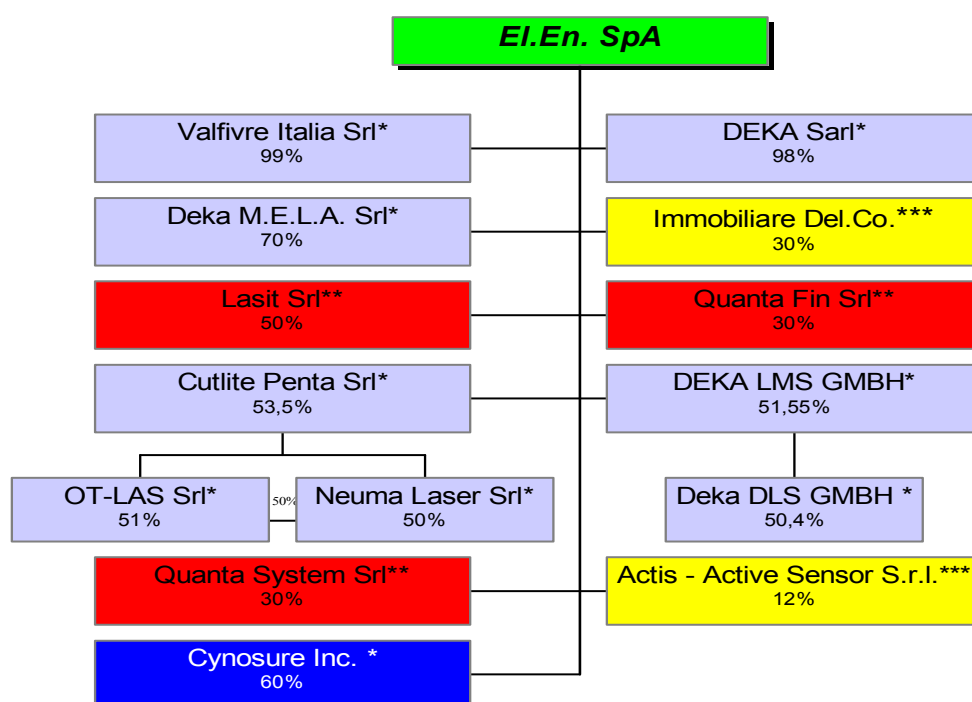 El.En. SpA
Valfivre Italia Srl*
99%
DEKA Sarl*
98%
Deka M.E.L.A. Srl*
70%
Immobiliare Del.Co.***
30%
Lasit Srl**
50%
Quanta Fin Srl**
30%
Cutlite Penta Srl*
53,5%
DEKA LMS GMBH*
51,55%
OT-LAS Srl*
51%
50%
Neuma Laser Srl*
50%
Deka DLS GMBH *
50,4%
Quanta System Srl**
30%
Actis - Active Sensor S.r.l.***
12%
Cynosure Inc. *
60%